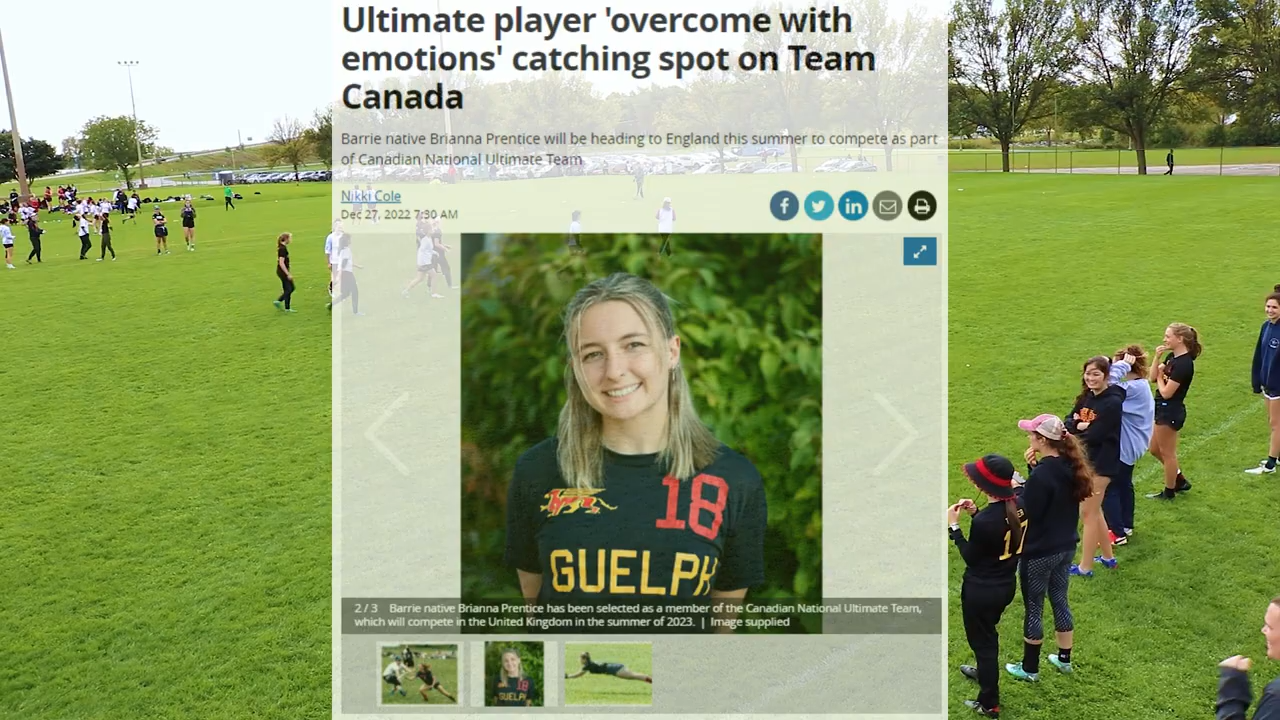 Ultimate player 'overcome with
emotions' catching spot on Team
Canada
Barrie native Brianna Prentice will be heading to England this summer to compete as part
of Canadian National Ultimate Team
Nikki Cole
Dec 27, 2022 7:30 AM
18
GUELPH
2 / 3 Barrie native Brianna Prentice has been selected as a member of the Canadian National Ultimate Team,
which will compete in the United Kingdom in the summer of 2023. | Image supplied
18
GUELPH
17